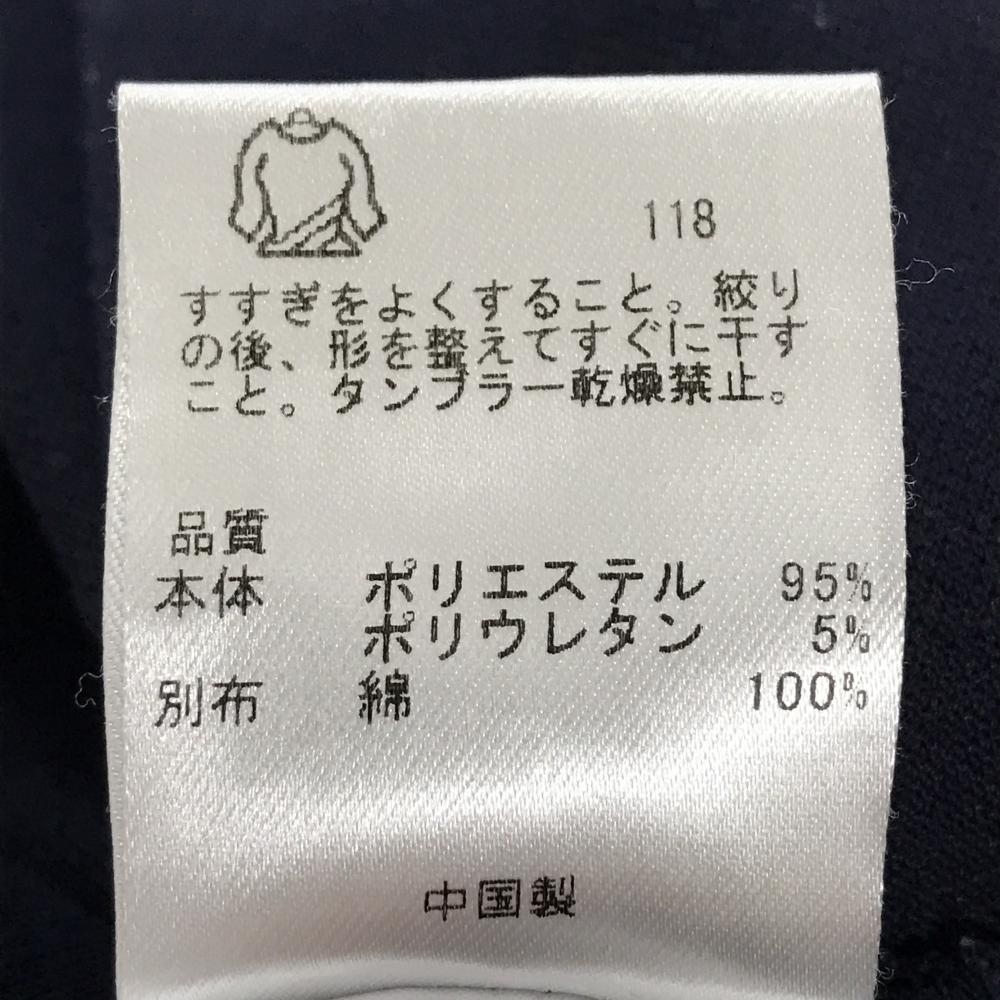 118
すすぎをよくすること。絞り
の後、形を整えてすぐに干す
こと。タンブラー乾燥禁止。
品質
本体 ポリエステル 95%
ポリウレタン 5%
別布 綿 100%
中国製